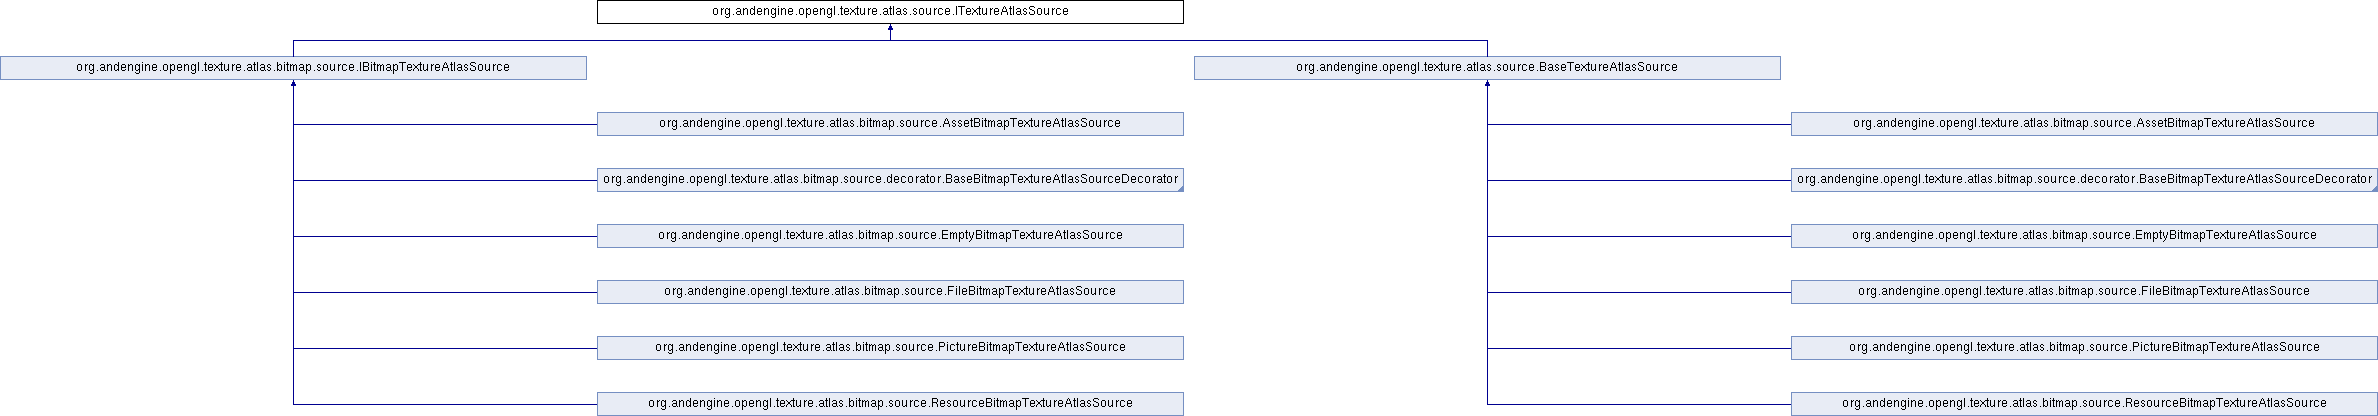 org.andengine.opengl.texture.atlas.source.ITextureAtlasSource
org.andengine.opengl.texture.atlas.bitmap.source.IBitmapTextureAtlasSource
org.andengine.opengl.texture.atlas.source.BaseTextureAtlasSource
org.andengine.opengl.texture.atlas.bitmap.source.AssetBitmapTextureAtlasSource
org.andengine.opengl.texture.atlas.bitmap.source.AssetBitmapTextureAtlasSource
org.andengine.opengl.texture.atlas.bitmap.source.decorator.BaseBitmapTextureAtlasSourceDecorator
org.andengine.opengl.texture.atlas.bitmap.source.decorator.BaseBitmapTextureAtlasSourceDecorator
org.andengine.opengl.texture.atlas.bitmap.source.EmptyBitmapTextureAtlasSource
org.andengine.opengl.texture.atlas.bitmap.source.EmptyBitmapTextureAtlasSource
org.andengine.opengl.texture.atlas.bitmap.source.FileBitmapTextureAtlasSource
org.andengine.opengl.texture.atlas.bitmap.source.FileBitmapTextureAtlasSource
org.andengine.opengl.texture.atlas.bitmap.source.PictureBitmapTextureAtlasSource
org.andengine.opengl.texture.atlas.bitmap.source.PictureBitmapTextureAtlasSource
org.andengine.opengl.texture.atlas.bitmap.source.ResourceBitmapTextureAtlasSource
org.andengine.opengl.texture.atlas.bitmap.source.ResourceBitmapTextureAtlasSource